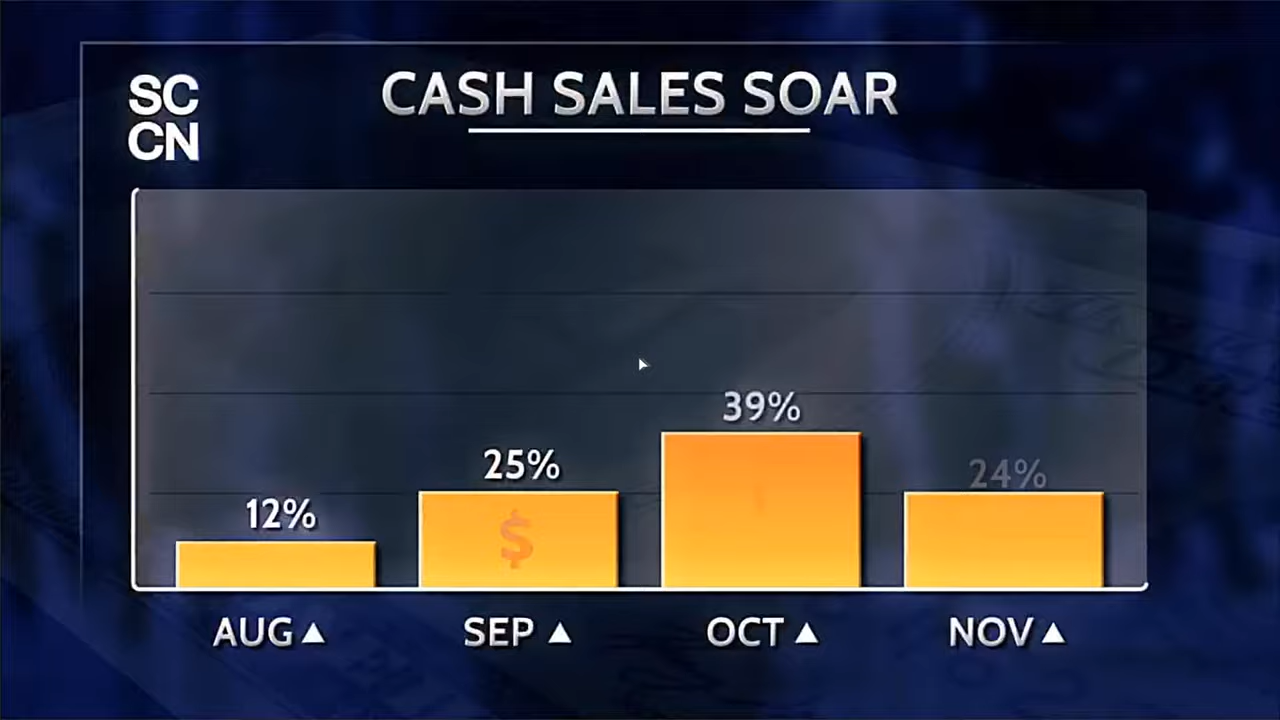 SC
CN
CASH SALES SOAR
39%
25%
24%
12%
$
AUG ▲
SEP ▲
OCT ▲
NOV ▲